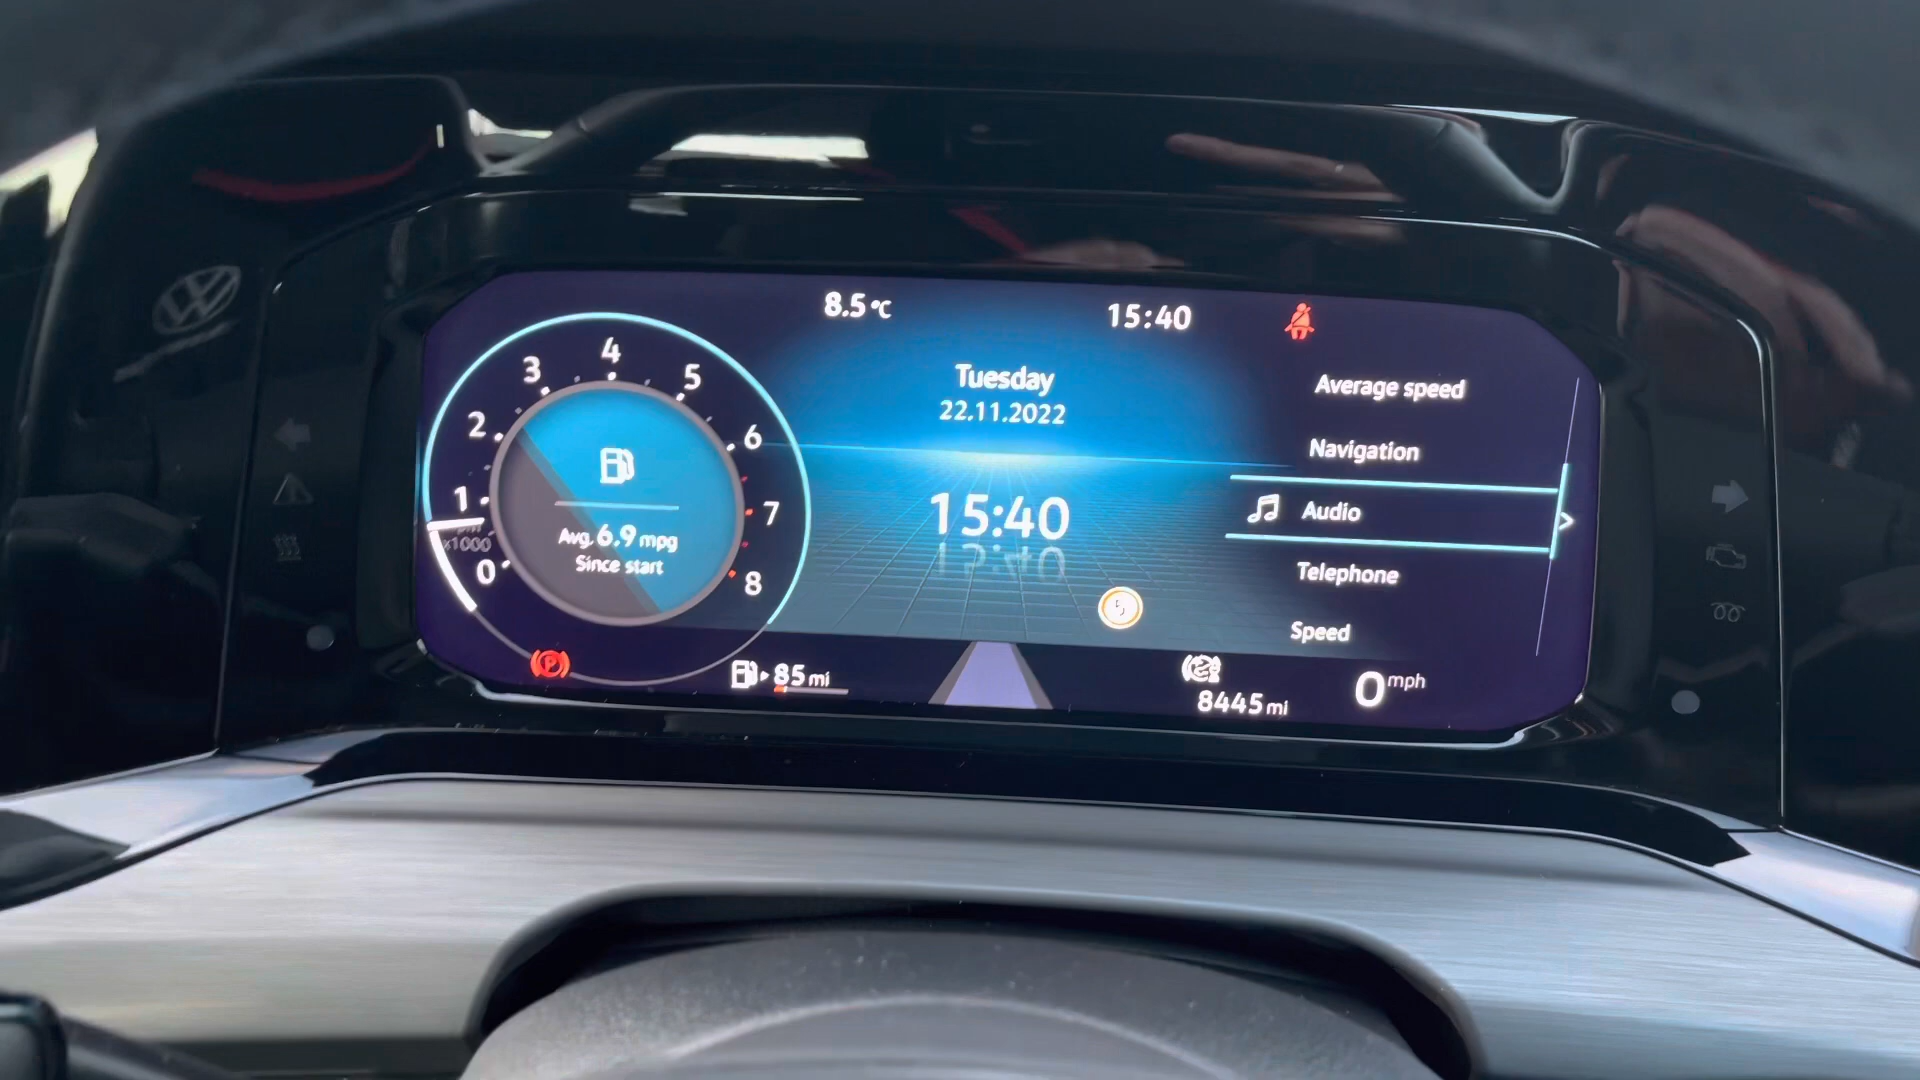 8.5 °C
15:40
Tuesday
22.11.2022
15:40
0
1
2
3
4
5
6
7
8
x1000
Avg. 6.9 mpg
Since start
Average speed
Navigation
Audio
Telephone
Speed
P
85 mi
8445 mi
0 mph